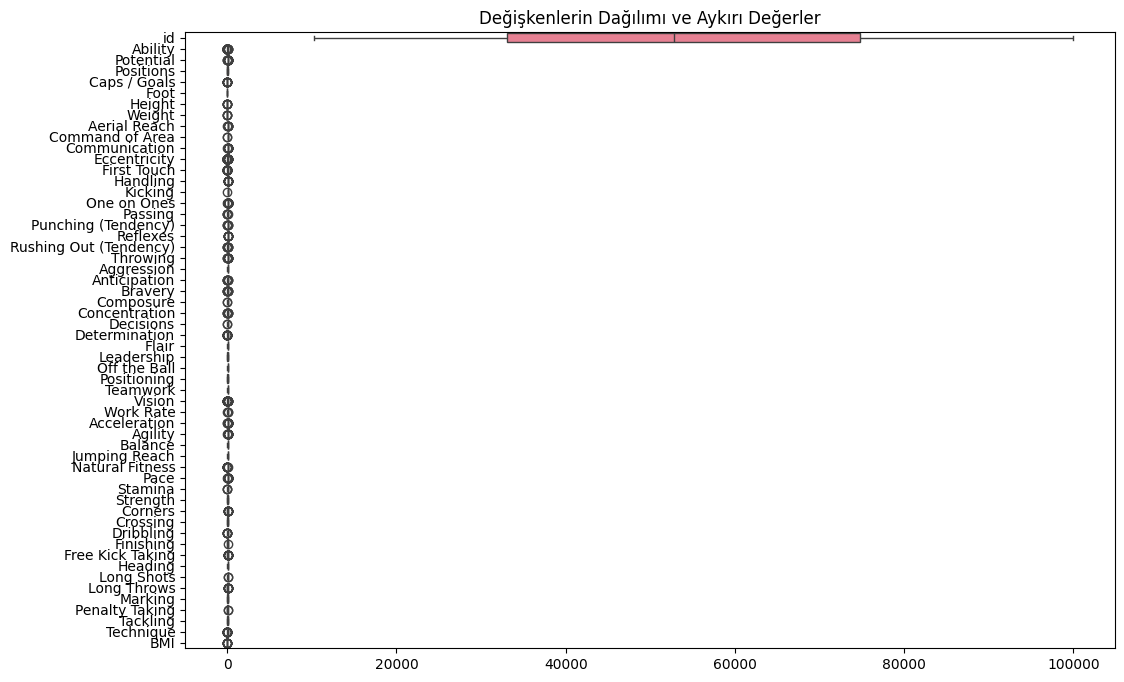 Değişkenlerin Dağılımı ve Aykırı Değerler
id
Ability
Potential
Positions
Caps / Goals
Foot
Height
Weight
Aerial Reach
Command of Area
Communication
Eccentricity
First Touch
Handling
Kicking
One on Ones
Passing
Punching (Tendency)
Reflexes
Rushing Out (Tendency)
Throwing
Aggression
Anticipation
Bravery
Composure
Concentration
Decisions
Determination
Flair
Leadership
Off the Ball
Positioning
Teamwork
Vision
Work Rate
Acceleration
Agility
Balance
Jumping Reach
Natural Fitness
Pace
Stamina
Strength
Corners
Crossing
Dribbling
Finishing
Free Kick Taking
Heading
Long Shots
Long Throws
Marking
Penalty Taking
Tackling
Technique
BMI
0 20000 40000 60000 80000 100000